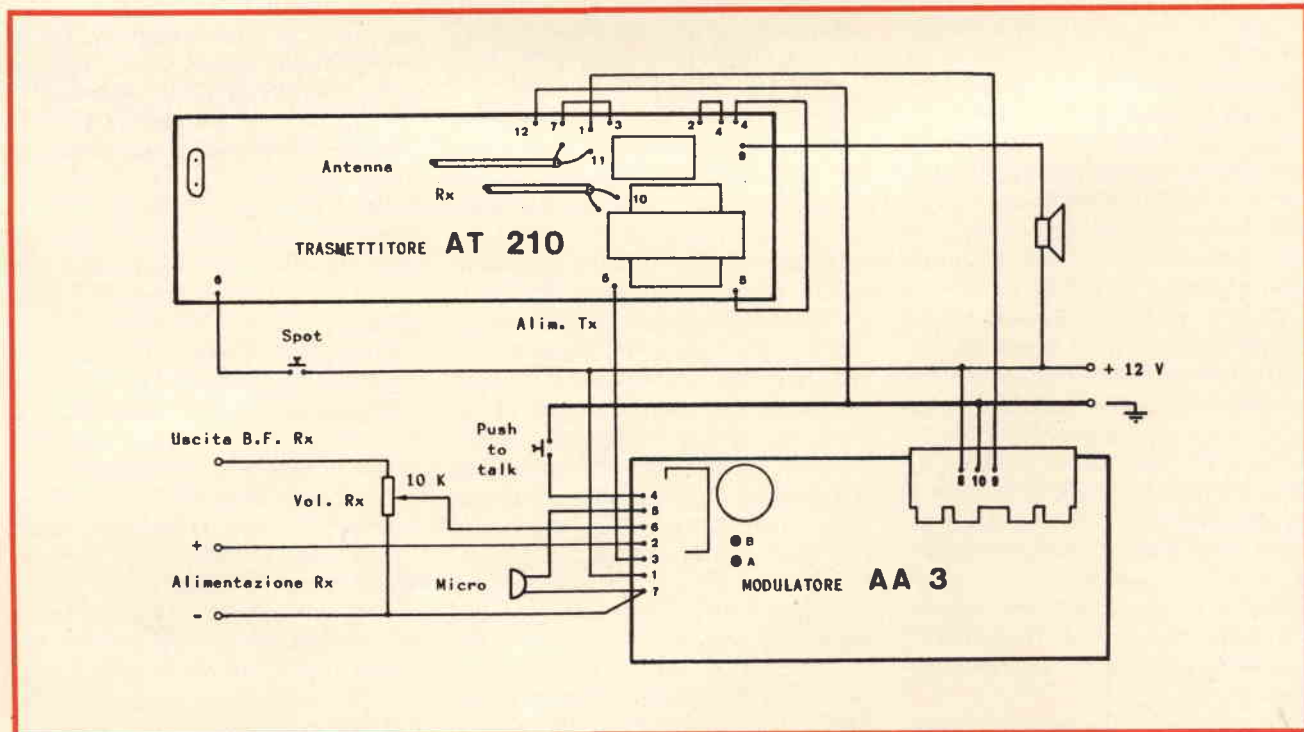 12 7 1 3 2 4 4
9
Antenna
11
Rx
10
TRASMETTITORE AT 210
6
5
8
Alim. Tx
Spot
+ 12 V
-
Uscita B.F. Rx
Push
to
talk
10 K
Vol. Rx
8 10 9
4
5
6
2
3
1
7
+
B
A
Alimentazione Rx
Micro
MODULATORE AA 3
-